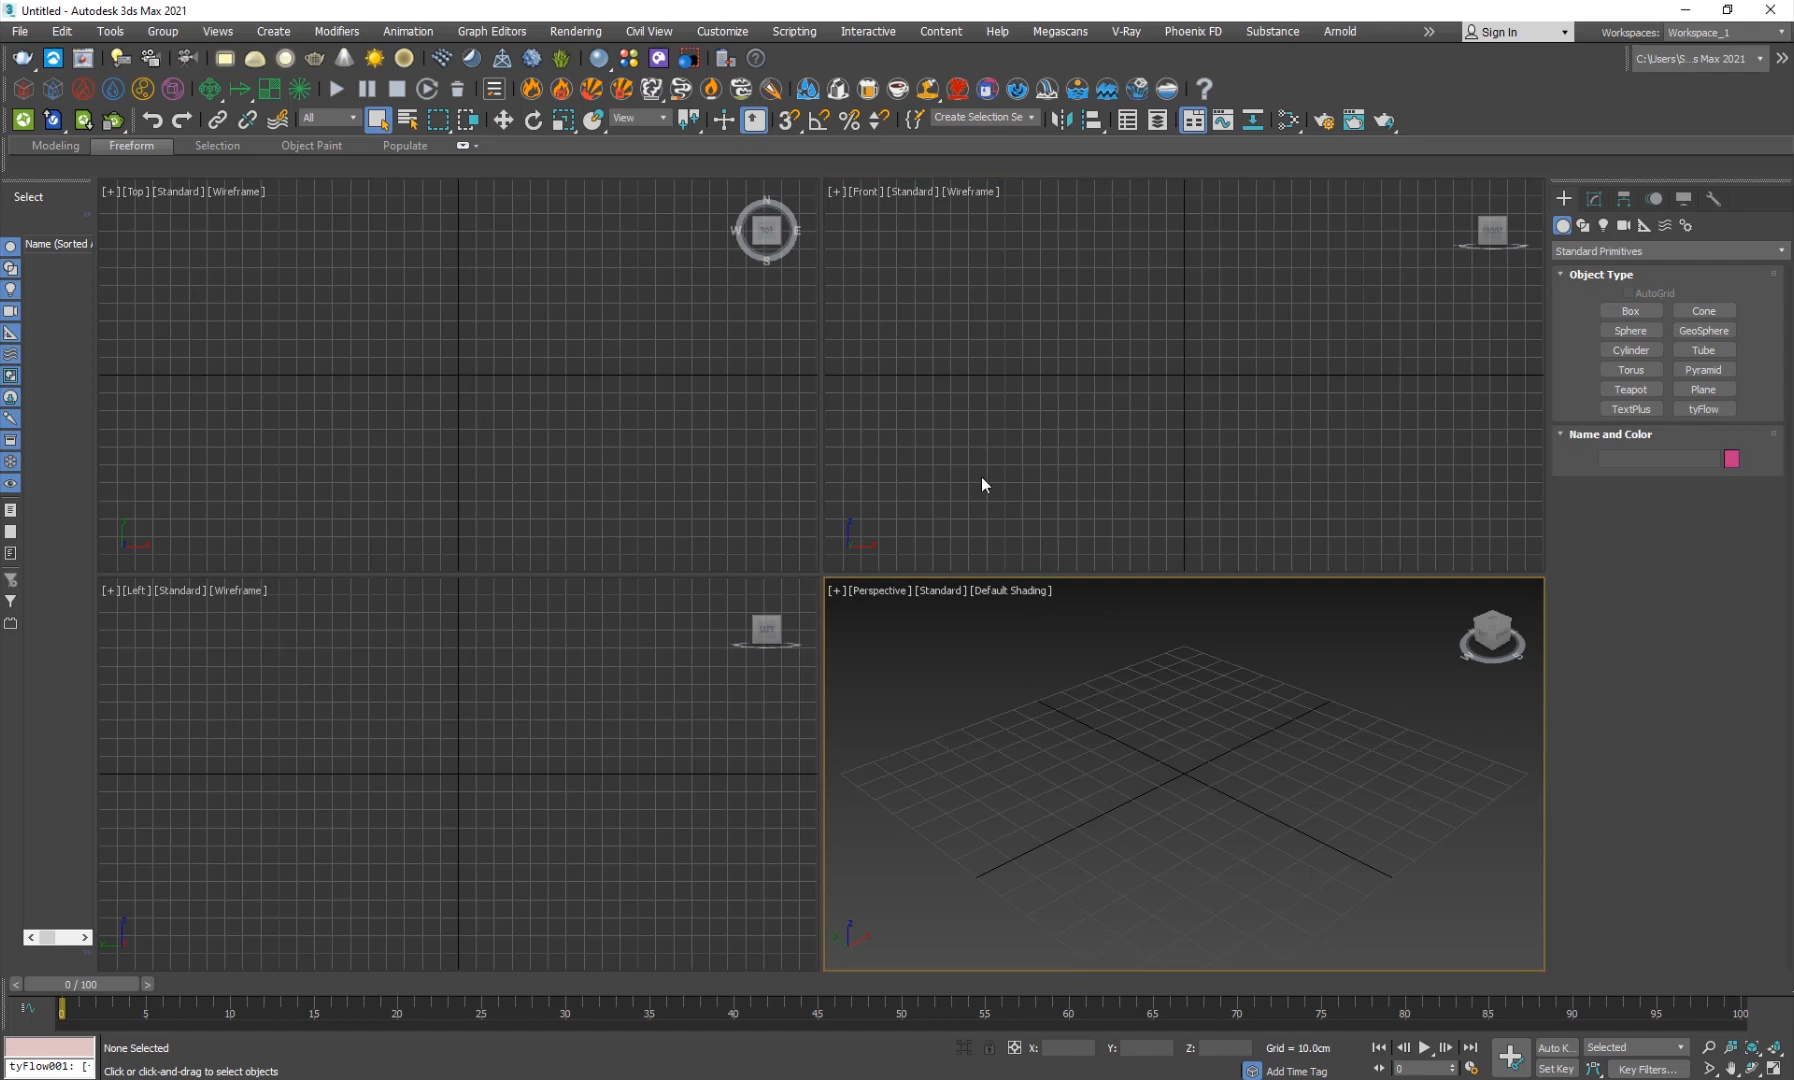 Untitled - Autodesk 3ds Max 2021
File Edit Tools Group Views Create Modifiers Animation Graph Editors Rendering Civil View Customize Scripting Interactive Content Help Megascans V-Ray Phoenix FD Substance Arnold
Sign In
Workspaces: Workspace_1
C:\Users\S...s Max 2021
All
View
Create Selection Se
Modeling Freeform Selection Object Paint Populate
Select
Name (Sorted A
[+][Top][Standard][Wireframe]
N
W TOP E
S
[+][Front][Standard][Wireframe]
FRONT
Standard Primitives
Object Type
AutoGrid
Box Cone
Sphere GeoSphere
Cylinder Tube
Torus Pyramid
Teapot Plane
TextPlus tyFlow
Name and Color
[+][Left][Standard][Wireframe]
LEFT
[+][Perspective][Standard][Default Shading]
W S
0 / 100
0 5 10 15 20 25 30 35 40 45 50 55 60 65 70 75 80 85 90 95 100
None Selected
X: Y: Z: Grid = 10.0cm
Auto K... Selected
tyFlow001: [-
Click or click-and-drag to select objects
Add Time Tag
0
Set Key Key Filters...